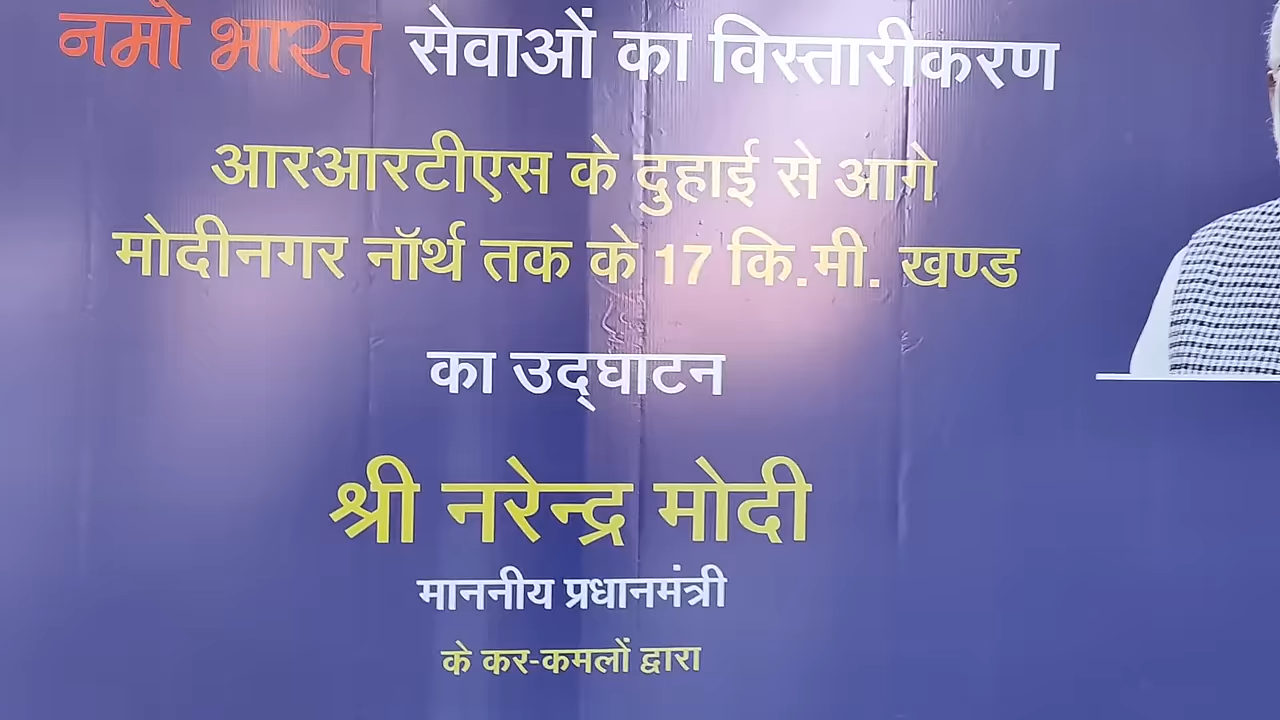 नमो भारत सेवाओं का विस्तारीकरण
आरआरटीएस के दुहाई से आगे
मोदीनगर नॉर्थ तक के 17 कि.मी. खण्ड
का उद्‌घाटन
श्री नरेन्द्र मोदी
माननीय प्रधानमंत्री
के कर-कमलों द्वारा